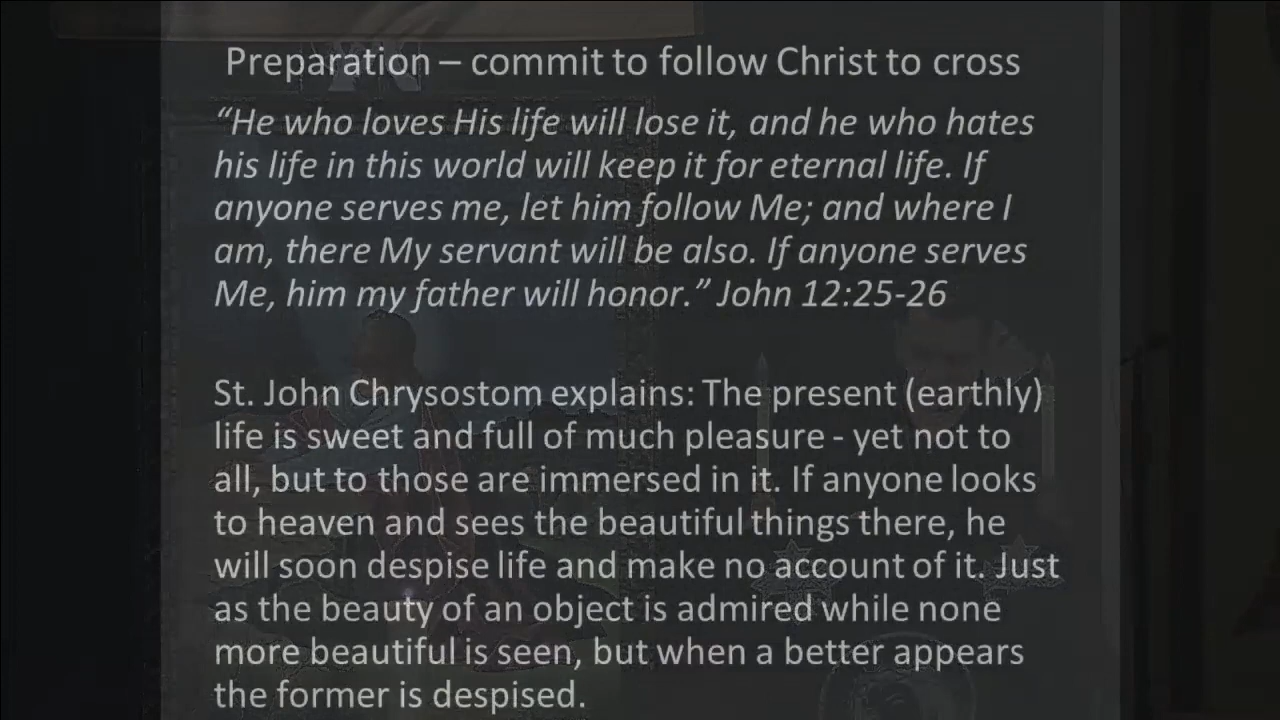 Preparation – commit to follow Christ to cross
“He who loves His life will lose it, and he who hates
his life in this world will keep it for eternal life. If
anyone serves me, let him follow Me; and where I
am, there My servant will be also. If anyone serves
Me, him my father will honor.” John 12:25-26
St. John Chrysostom explains: The present (earthly)
life is sweet and full of much pleasure - yet not to
all, but to those are immersed in it. If anyone looks
to heaven and sees the beautiful things there, he
will soon despise life and make no account of it. Just
as the beauty of an object is admired while none
more beautiful is seen, but when a better appears
the former is despised.